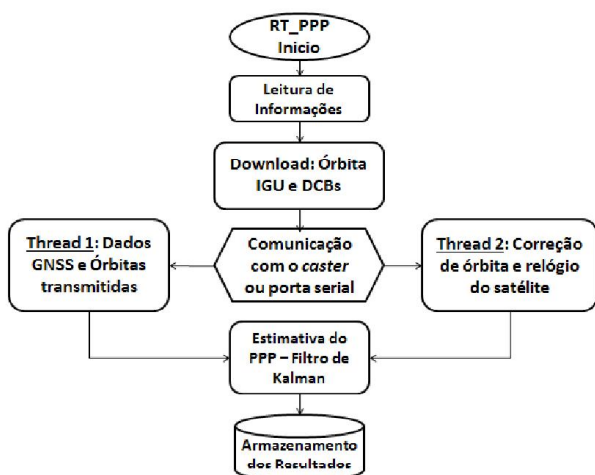 RT_PPP
Inicio
Leitura de
Informações
Download: Órbita
IGU e DCBs
Thread 1: Dados
GNSS e Órbitas
transmitidas
Comunicação
com o caster
ou porta serial
Thread 2: Correção
de órbita e relógio
do satélite
Estimativa do
PPP – Filtro de
Kalman
Armazenamento
dos Resultados